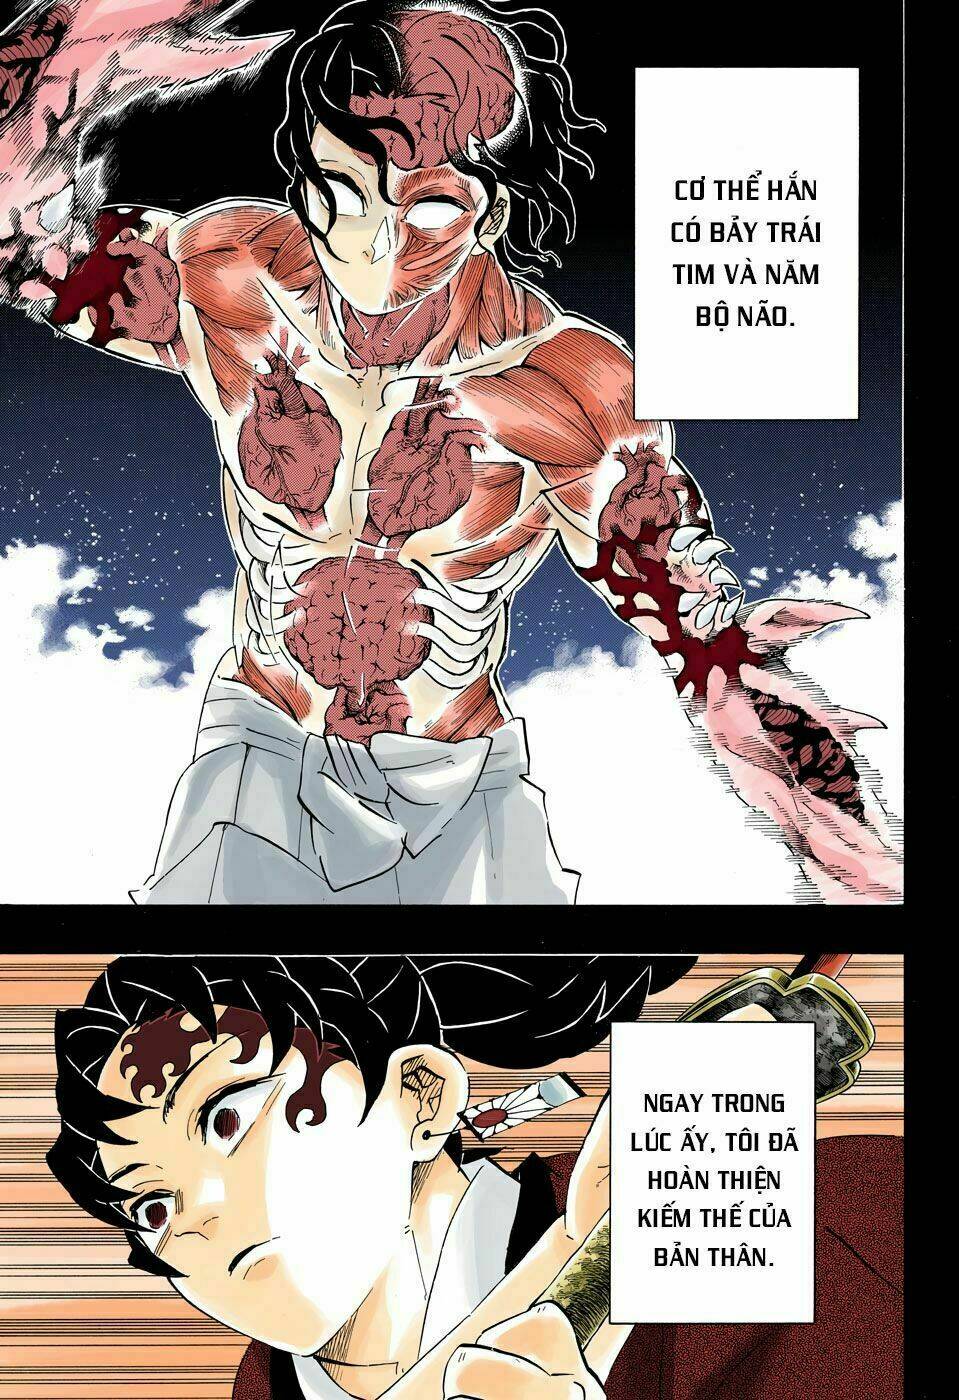 CƠ THỂ HẮN
CÓ BẢY TRÁI
TIM VÀ NĂM
BỘ NÃO.
NGAY TRONG
LÚC ẤY, TÔI ĐÃ
HOÀN THIỆN
KIẾM THẾ CỦA
BẢN THÂN.